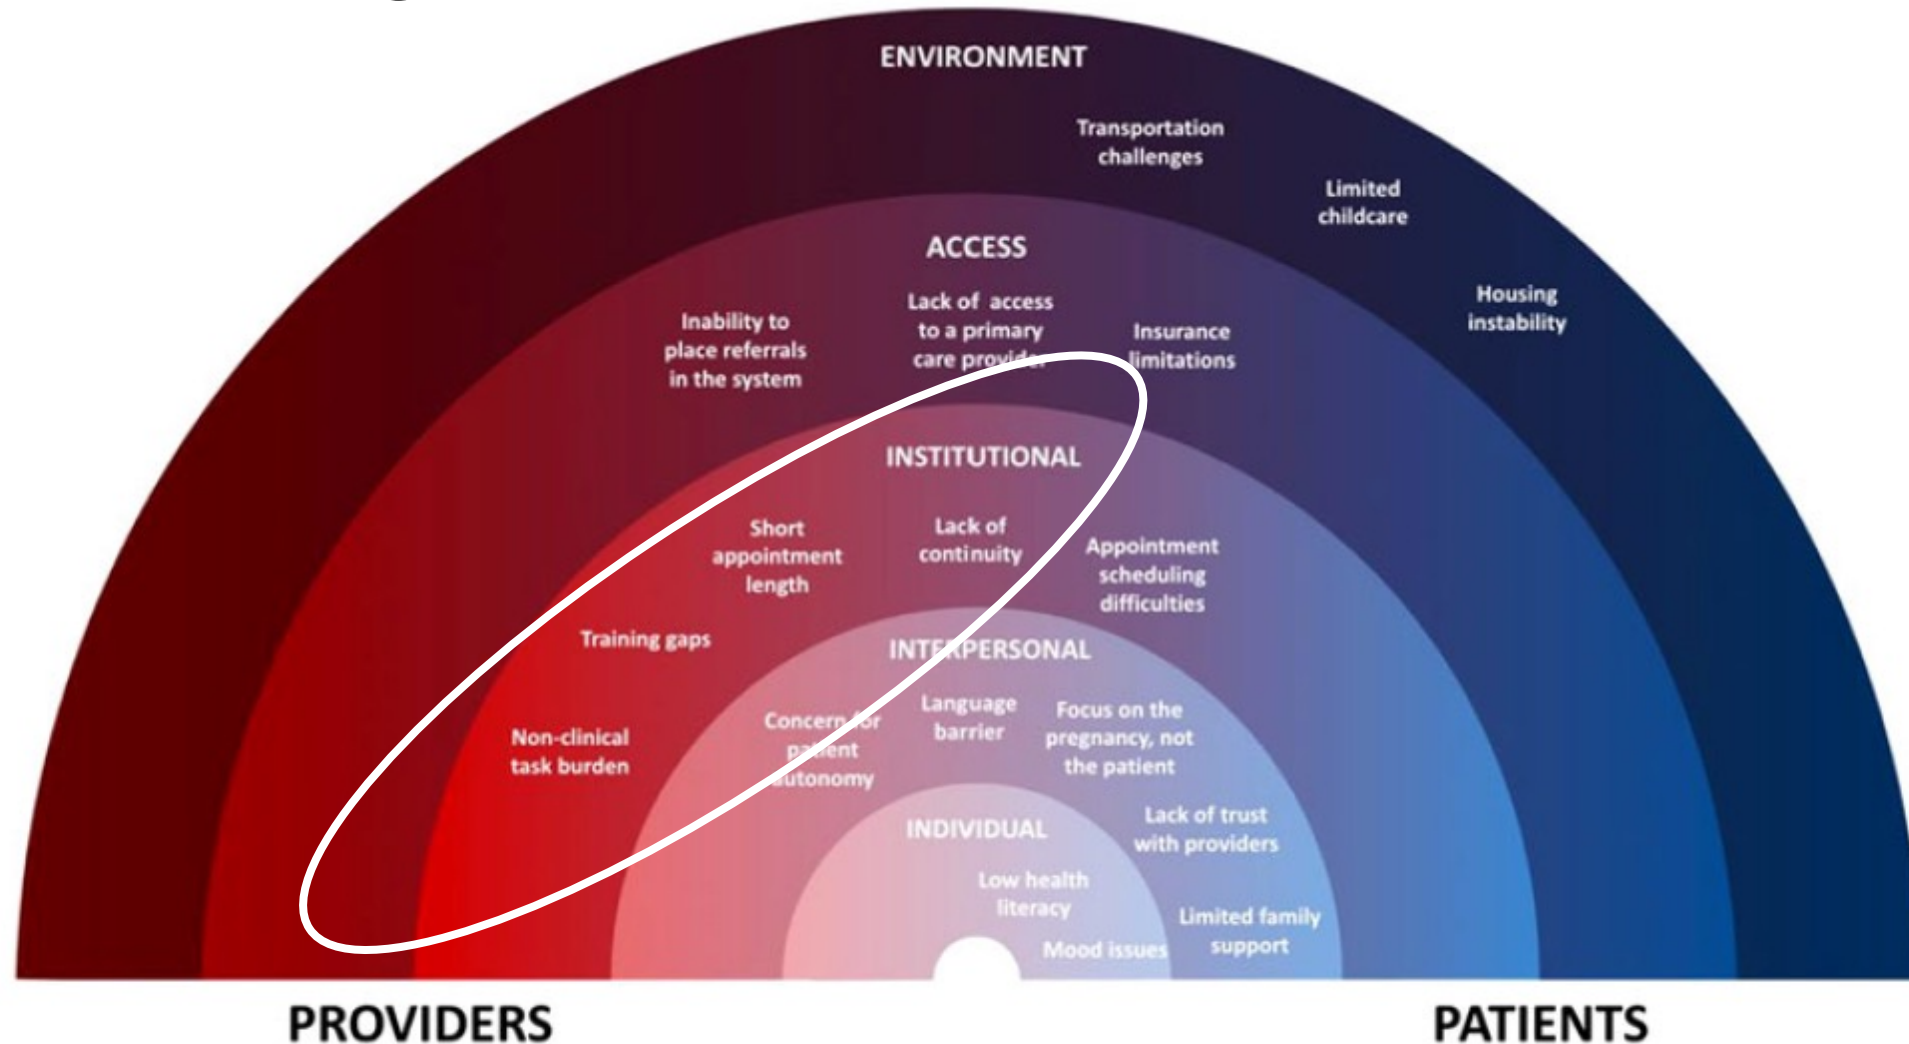 ENVIRONMENT
Transportation
challenges
Limited
childcare
Housing
instability
ACCESS
Inability to
place referrals
in the system
Lack of access
to a primary
care provider
Insurance
limitations
INSTITUTIONAL
Short
appointment
length
Lack of
continuity
Appointment
scheduling
difficulties
Training gaps
Non-clinical
task burden
INTERPERSONAL
Concern for
patient
autonomy
Language
barrier
Focus on the
pregnancy, not
the patient
Lack of trust
with providers
Limited family
support
INDIVIDUAL
Low health
literacy
Mood issues
PROVIDERS
PATIENTS